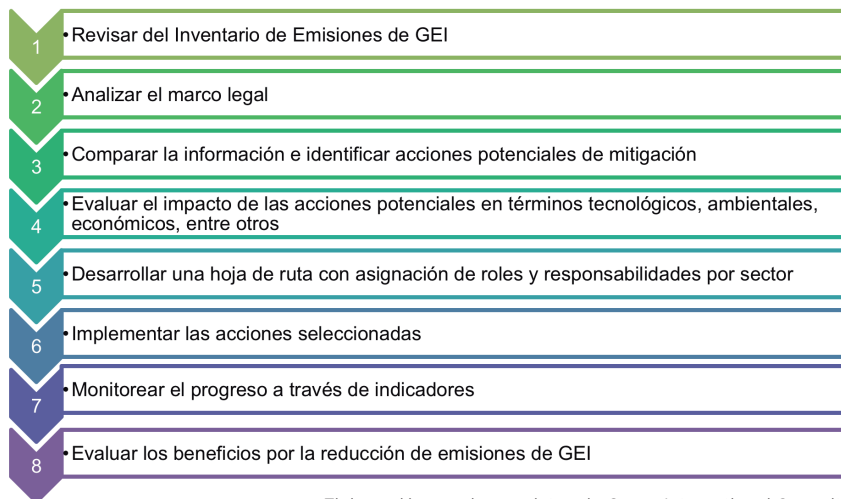 1
•Revisar del Inventario de Emisiones de GEI
2
•Analizar el marco legal
3
•Comparar la información e identificar acciones potenciales de mitigación
4
•Evaluar el impacto de las acciones potenciales en términos tecnológicos, ambientales,
económicos, entre otros
5
•Desarrollar una hoja de ruta con asignación de roles y responsabilidades por sector
6
•Implementar las acciones seleccionadas
7
•Monitorear el progreso a través de indicadores
8
•Evaluar los beneficios por la reducción de emisiones de GEI